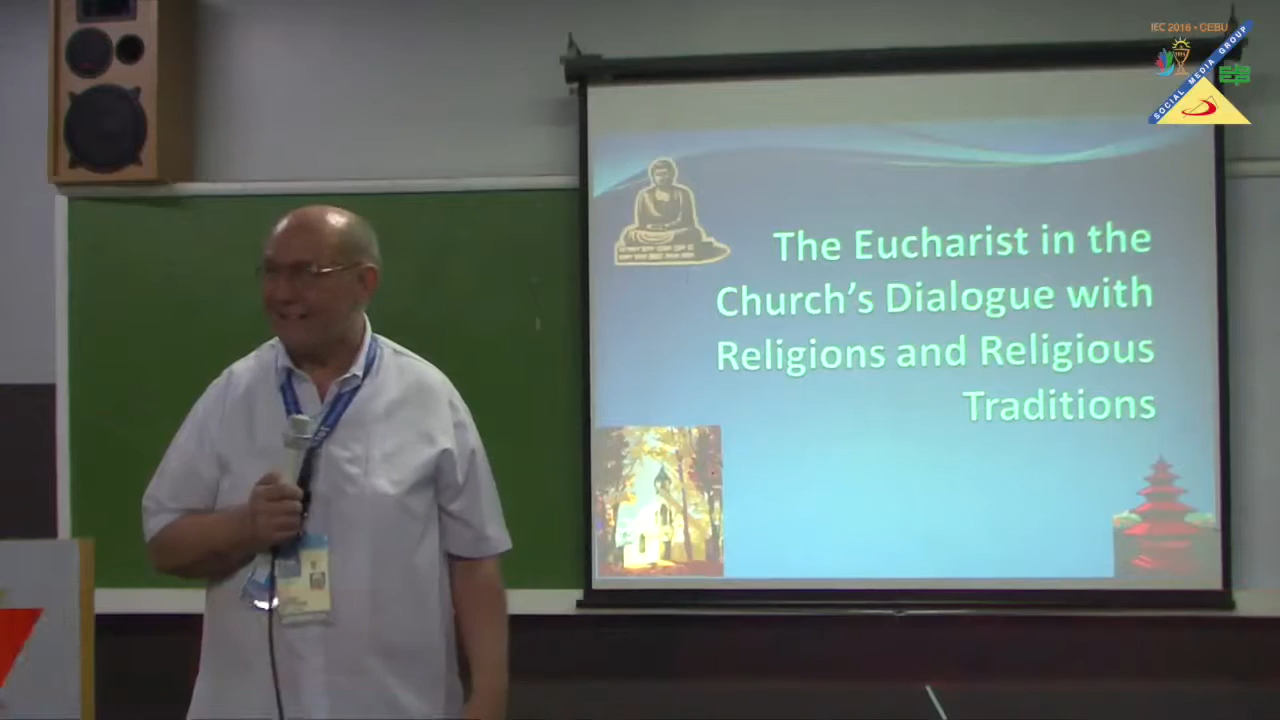 IEC 2016 • CEBU
SOCIAL MEDIA GROUP
The Eucharist in the
Church's Dialogue with
Religions and Religious
Traditions